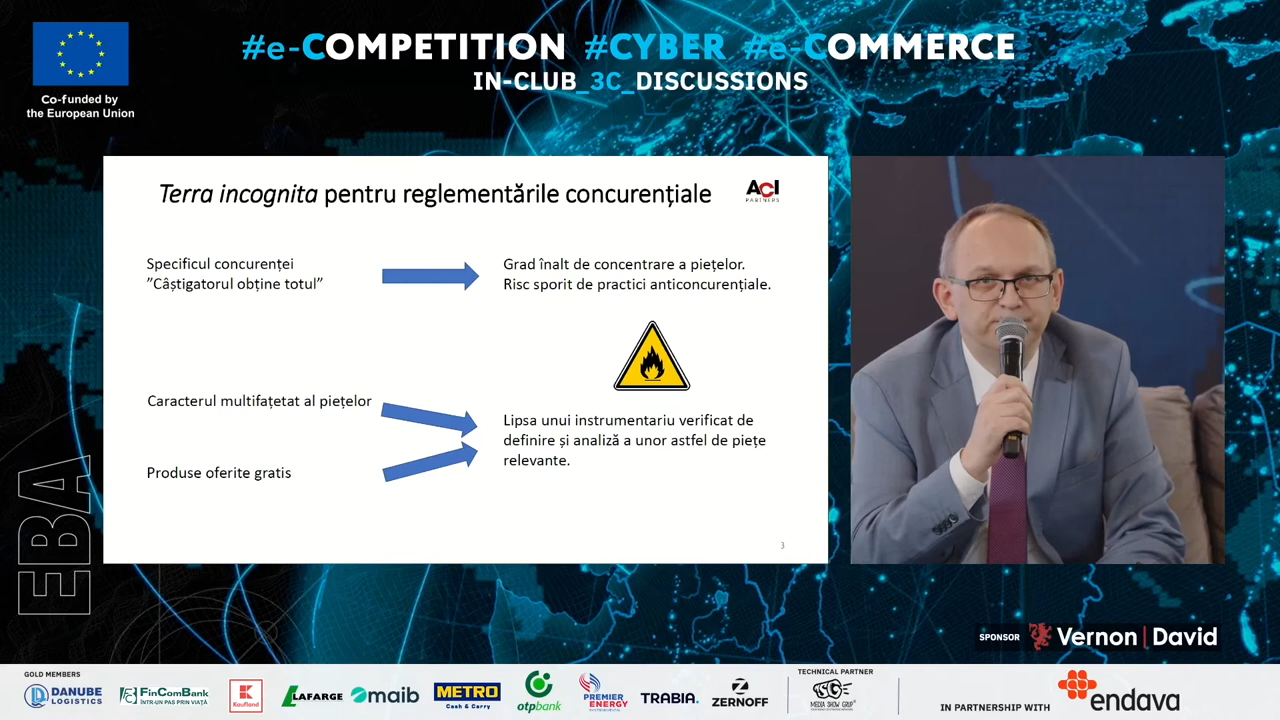 #e-COMPETITION #CYBER #e-COMMERCE
IN-CLUB_3C_DISCUSSIONS
Co-funded by
the European Union
Terra incognita pentru reglementările concurențiale
ACI
PARTNERS
Specificul concurenței
”Câștigatorul obține totul”
Grad înalt de concentrare a piețelor.
Risc sporit de practici anticoncurențiale.
Caracterul multifațetat al piețelor
Produse oferite gratis
Lipsa unui instrumentariu verificat de
definire și analiză a unor astfel de piețe
relevante.
3
EBA
SPONSOR
Vernon|David
GOLD MEMBERS
DANUBE
LOGISTICS
FinComBank
ÎNTR-UN PAS PRIN VIAȚĂ
Kaufland
LAFARGE
maib
METRO
Cash & Carry
otpbank
PREMIER
ENERGY
TRABIA.
ZERNOFF
TECHNICAL PARTNER
MEDIA SHOW GRUP
IN PARTNERSHIP WITH
endava